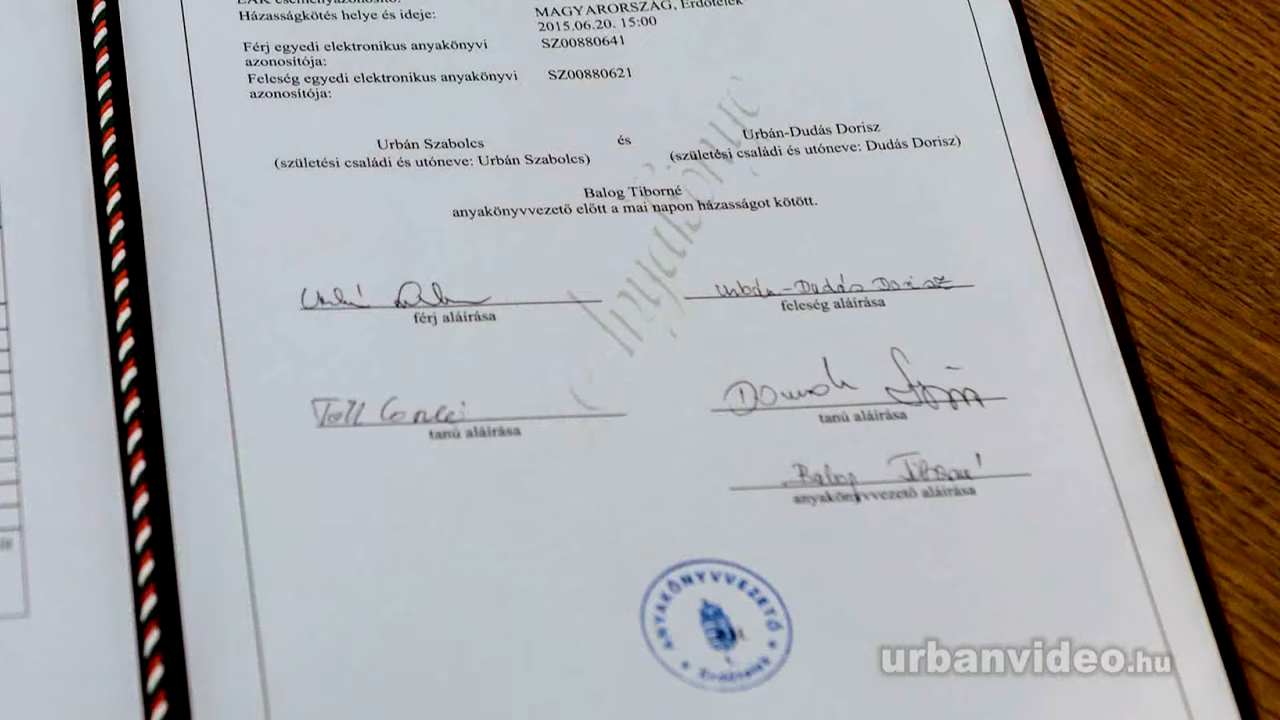 Házasságkötés helye és ideje:
MAGYARORSZÁG, Erdőtelek
2015.06.20. 15:00
Férj egyedi elektronikus anyakönyvi
azonosítója:
SZ00880641
Feleség egyedi elektronikus anyakönyvi
azonosítója:
SZ00880621
Urbán Szabolcs
és
Urbán-Dudás Dorisz
(születési családi és utóneve: Urbán Szabolcs)
(születési családi és utóneve: Dudás Dorisz)
Balog Tiborné
anyakönyvvezető előtt a mai napon házasságot kötött.
Urbán-Dudás Dorisz
férj aláírása
feleség aláírása
Toll
tanú aláírása
tanú aláírása
Balog Tiborné
anyakönyvvezető aláírása
ANYAKÖNYVVEZETŐ
Erdőtelek
urbanvideo.hu